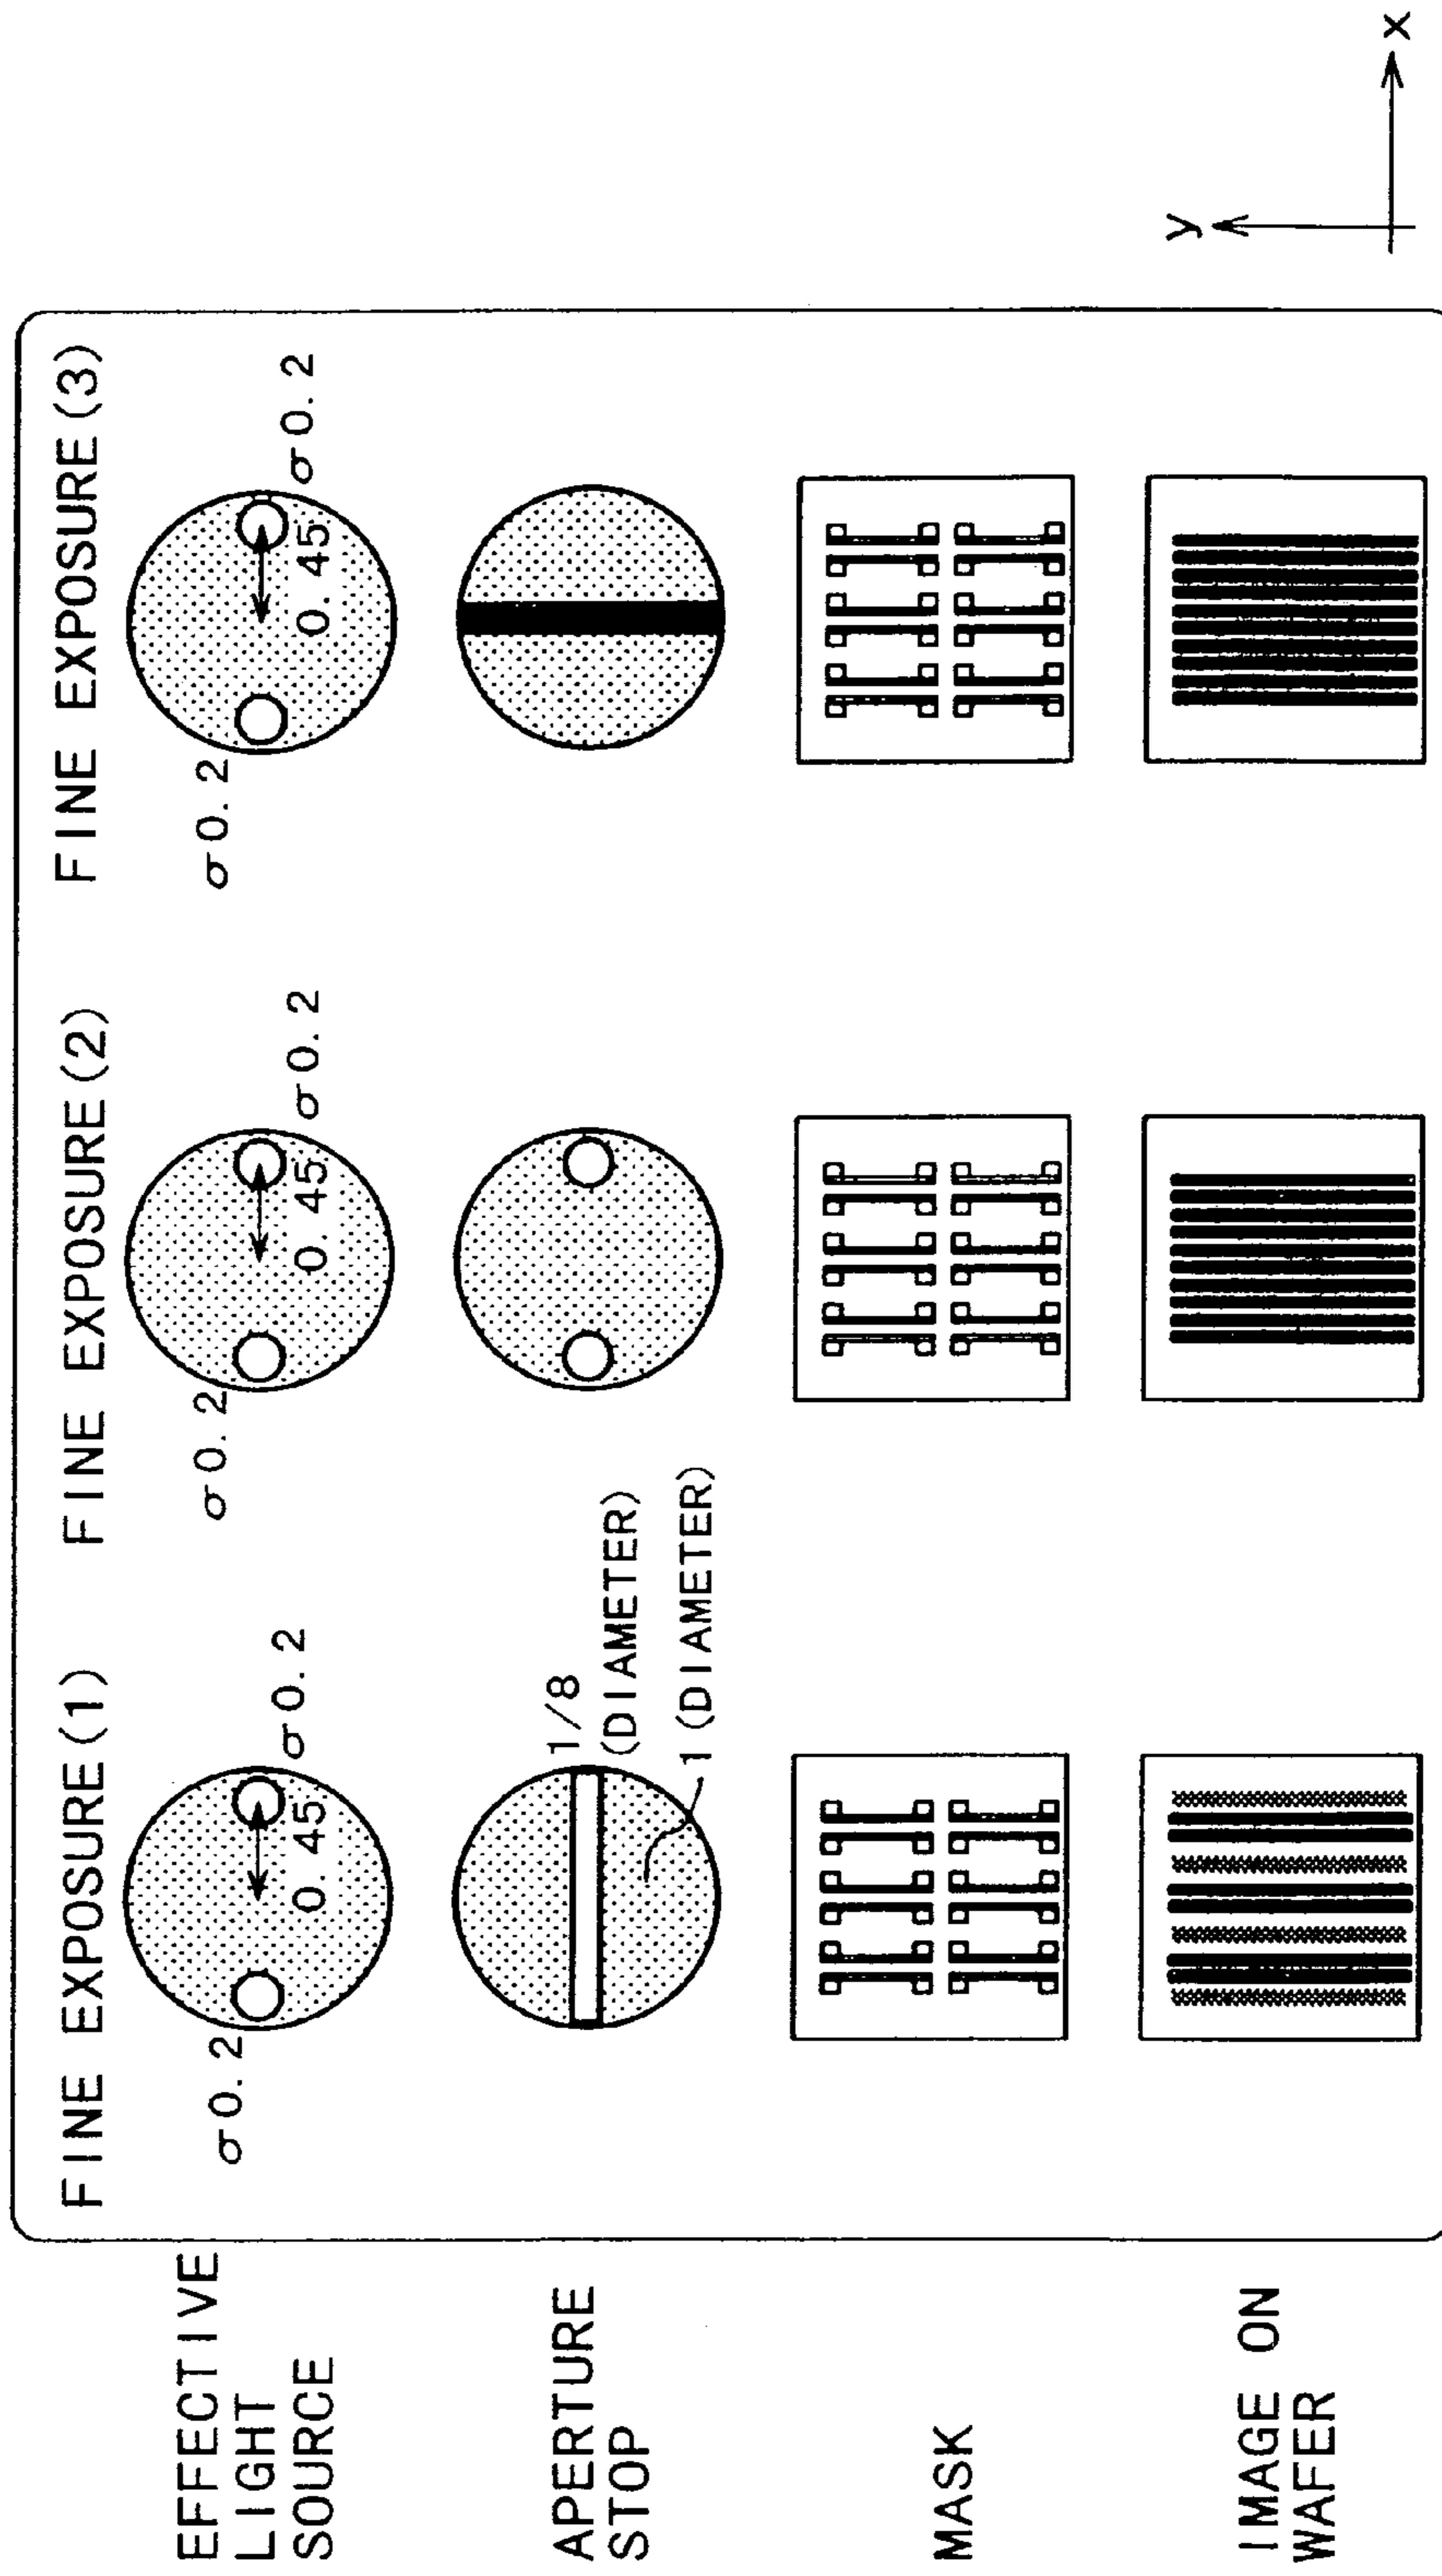 FINE EXPOSURE(1)
FINE EXPOSURE(2)
FINE EXPOSURE(3)
EFFECTIVE
LIGHT
SOURCE
σ0.2
0.45
σ0.2
σ0.2
0.45
σ0.2
σ0.2
0.45
σ0.2
APERTURE
STOP
1/8
(DIAMETER)
1(DIAMETER)
MASK
IMAGE ON
WAFER
y
x